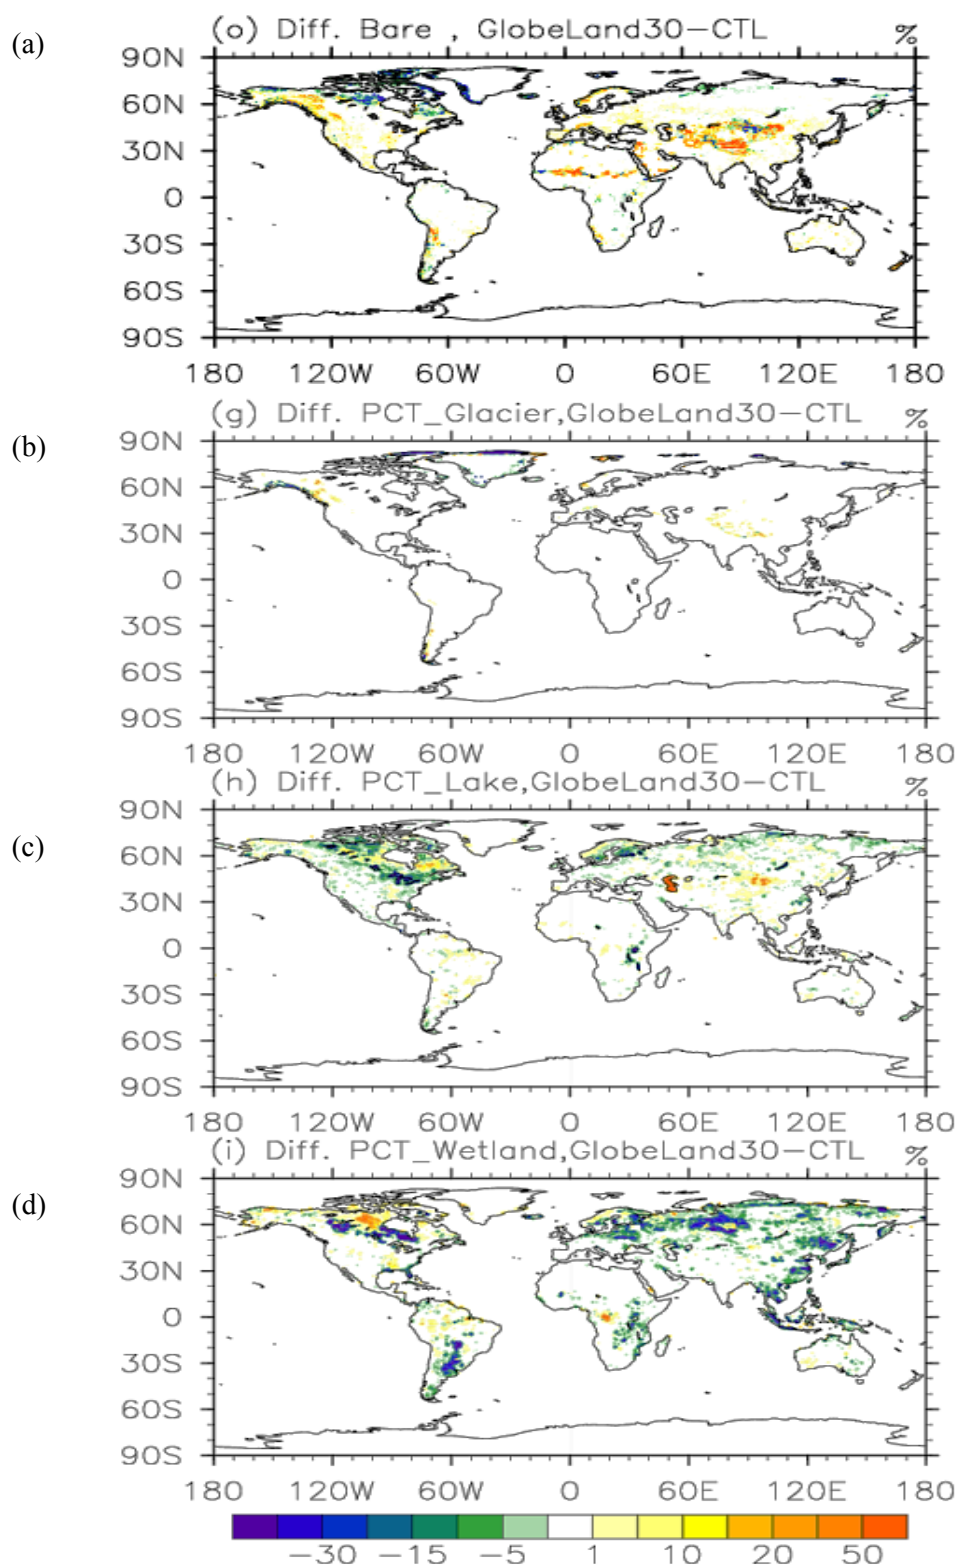 (a)
(o) Diff. Bare , GlobeLand30-CTL %
90N
60N
30N
0
30S
60S
90S
180 120W 60W 0 60E 120E 180
(b)
(g) Diff. PCT_Glacier,GlobeLand30-CTL %
90N
60N
30N
0
30S
60S
90S
180 120W 60W 0 60E 120E 180
(c)
(h) Diff. PCT_Lake,GlobeLand30-CTL %
90N
60N
30N
0
30S
60S
90S
180 120W 60W 0 60E 120E 180
(d)
(i) Diff. PCT_Wetland,GlobeLand30-CTL %
90N
60N
30N
0
30S
60S
90S
180 120W 60W 0 60E 120E 180
-30 -15 -5 1 10 20 50